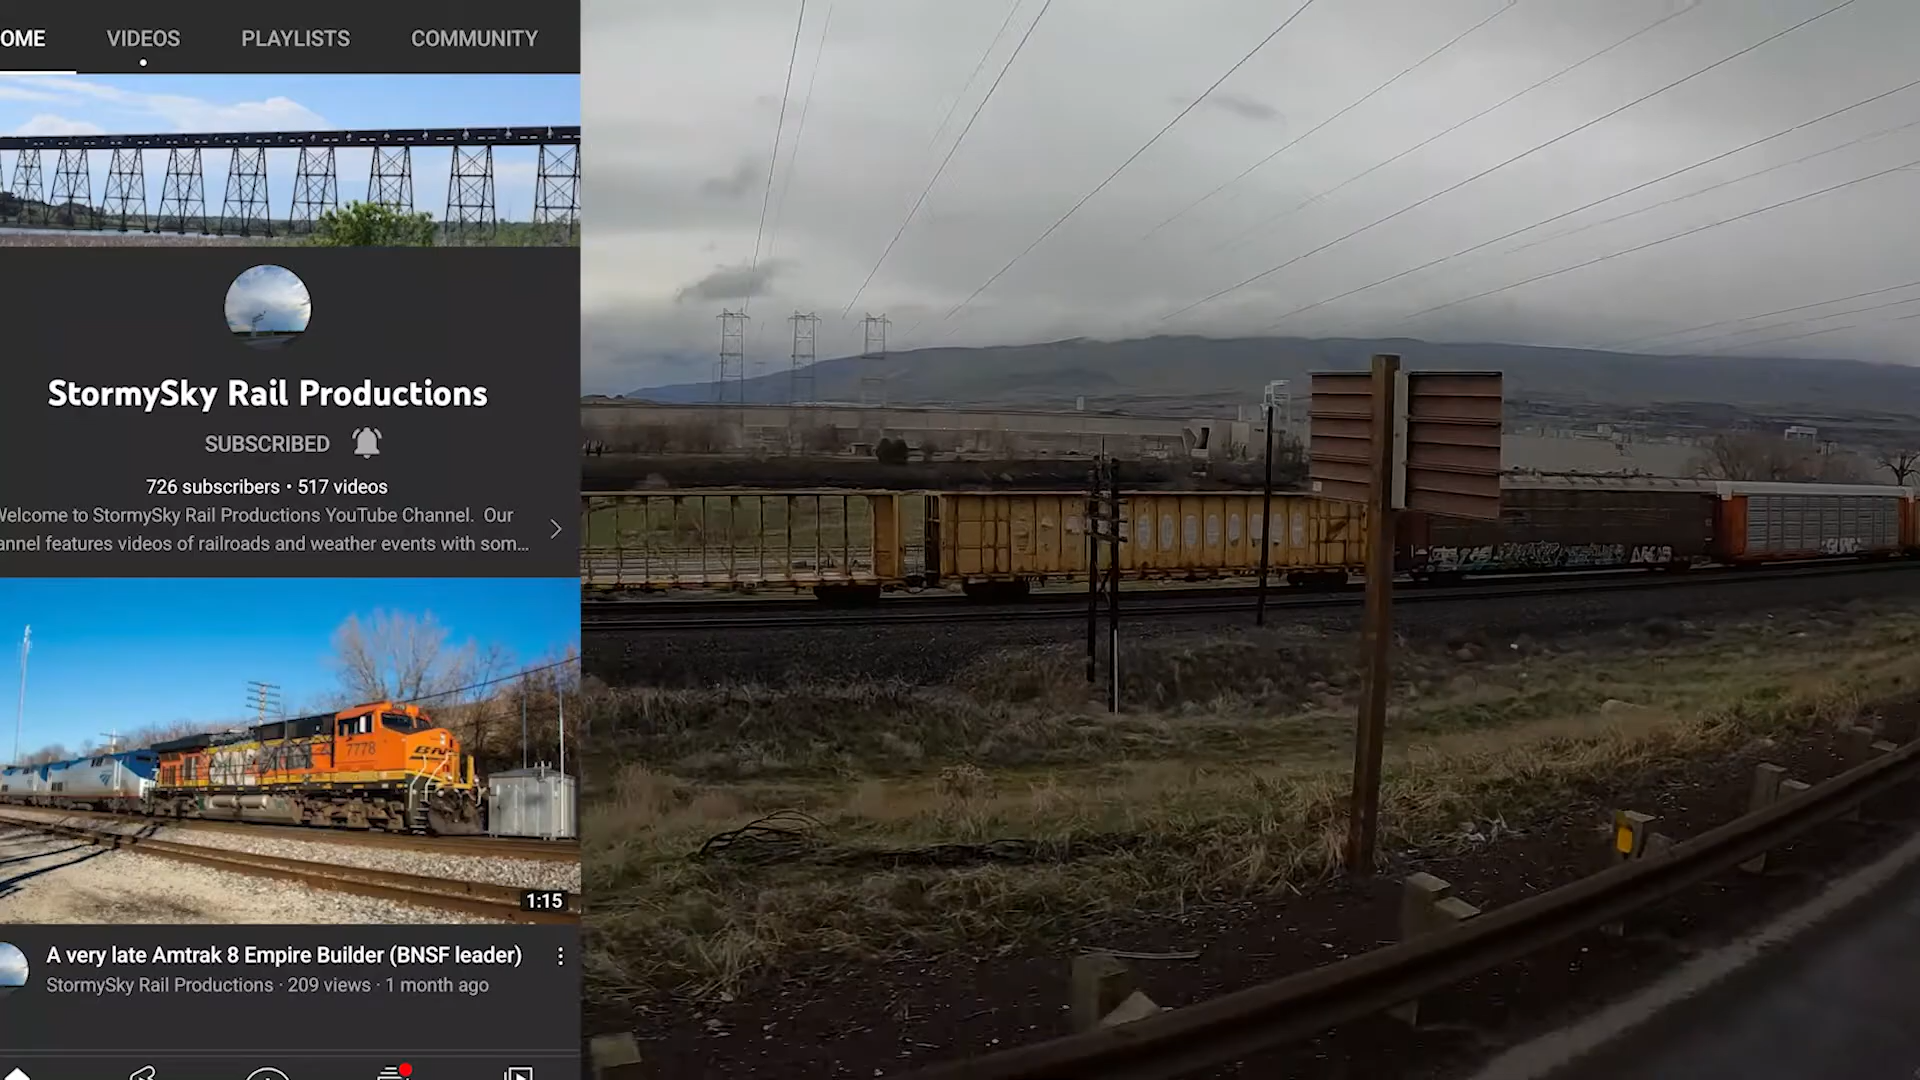 OME VIDEOS PLAYLISTS COMMUNITY
StormySky Rail Productions
SUBSCRIBED
726 subscribers • 517 videos
Welcome to StormySky Rail Productions YouTube Channel. Our
annel features videos of railroads and weather events with som...
7778
BN
1:15
A very late Amtrak 8 Empire Builder (BNSF leader)
StormySky Rail Productions · 209 views · 1 month ago